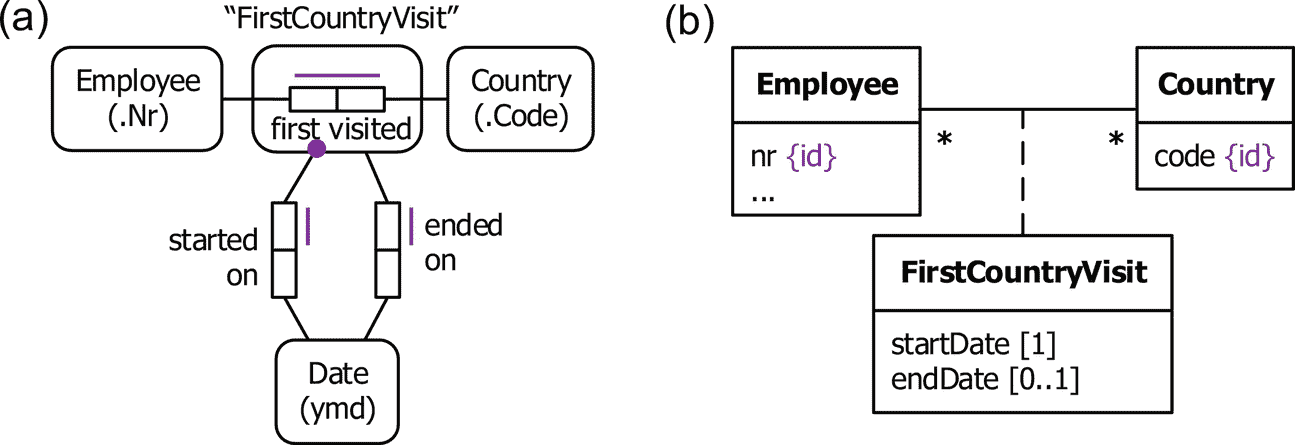 (a)
“FirstCountryVisit”
Employee
(.Nr)
Country
(.Code)
first visited
started
on
ended
on
Date
(ymd)
(b)
Employee
nr {id}
...
*
*
Country
code {id}
FirstCountryVisit
startDate [1]
endDate [0..1]